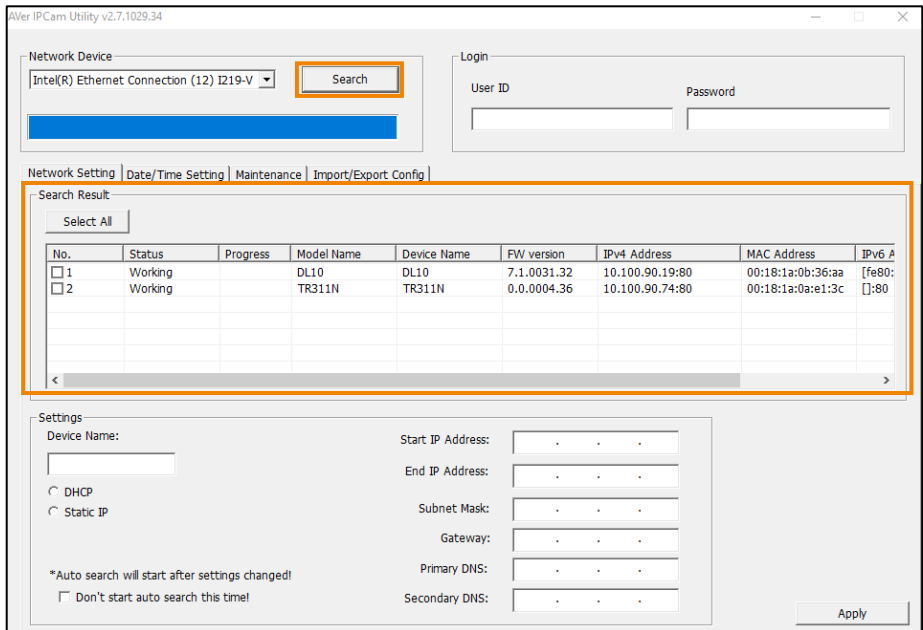 AVer IPCam Utility v2.7.1029.34
Network Device
Intel(R) Ethernet Connection (12) I219-V
Search
Login
User ID
Password
Network Setting Date/Time Setting Maintenance Import/Export Config
Search Result
Select All
No. Status Progress Model Name Device Name FW version IPv4 Address MAC Address IPv6 A
1 Working DL10 DL10 7.1.0031.32 10.100.90.19:80 00:18:1a:0b:36:aa [fe80:
2 Working TR311N TR311N 0.0.0004.36 10.100.90.74:80 00:18:1a:0a:e1:3c []:80
Settings
Device Name:
DHCP
Static IP
*Auto search will start after settings changed!
Don't start auto search this time!
Start IP Address: . . .
End IP Address: . . .
Subnet Mask: . . .
Gateway: . . .
Primary DNS: . . .
Secondary DNS: . . .
Apply